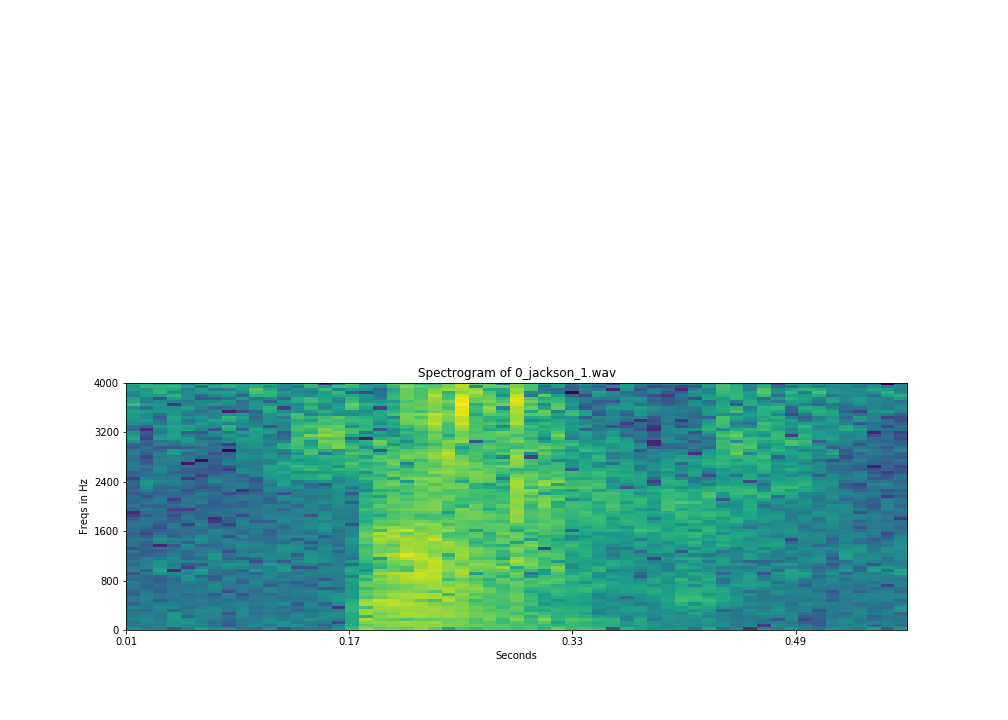 Spectrogram of 0_jackson_1.wav
4000
3200
2400
1600
800
0
Freqs in Hz
0.01 0.17 0.33 0.49
Seconds